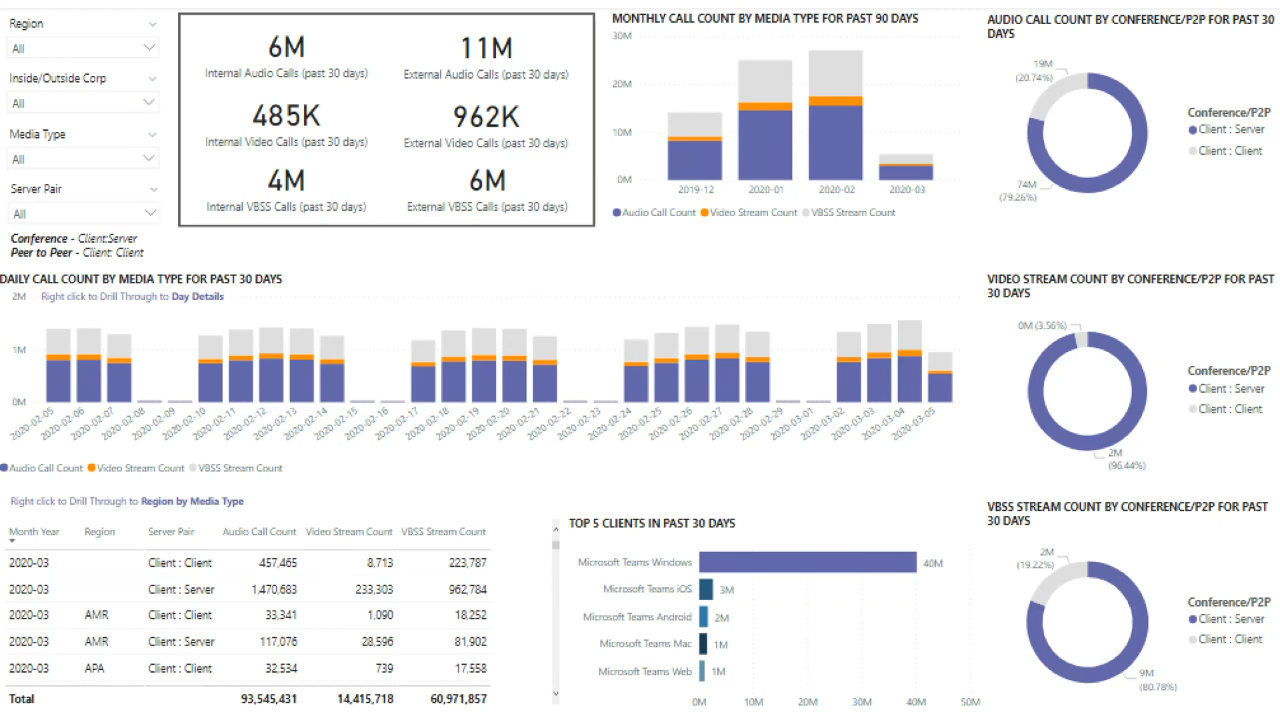 Region
All
Inside/Outside Corp
All
Media Type
All
Server Pair
All
Conference - Client:Server
Peer to Peer - Client: Client
6M
Internal Audio Calls (past 30 days)
11M
External Audio Calls (past 30 days)
485K
Internal Video Calls (past 30 days)
962K
External Video Calls (past 30 days)
4M
Internal VBSS Calls (past 30 days)
6M
External VBSS Calls (past 30 days)
MONTHLY CALL COUNT BY MEDIA TYPE FOR PAST 90 DAYS
30M
20M
10M
0M
2019-12 2020-01 2020-02 2020-03
Audio Call Count Video Stream Count VBSS Stream Count
AUDIO CALL COUNT BY CONFERENCE/P2P FOR PAST 30
DAYS
19M
(20.74%)
74M
(79.26%)
Conference/P2P
Client : Server
Client : Client
DAILY CALL COUNT BY MEDIA TYPE FOR PAST 30 DAYS
Right click to Drill Through to Day Details
2M
1M
0M
2020-02-05 2020-02-06 2020-02-07 2020-02-08 2020-02-09 2020-02-10 2020-02-11 2020-02-12 2020-02-13 2020-02-14 2020-02-15 2020-02-16 2020-02-17 2020-02-18 2020-02-19 2020-02-20 2020-02-21 2020-02-22 2020-02-23 2020-02-24 2020-02-25 2020-02-26 2020-02-27 2020-02-28 2020-02-29 2020-03-01 2020-03-02 2020-03-03 2020-03-04 2020-03-05
Audio Call Count Video Stream Count VBSS Stream Count
VIDEO STREAM COUNT BY CONFERENCE/P2P FOR PAST
30 DAYS
0M (3.56%)
2M
(96.44%)
Conference/P2P
Client : Server
Client : Client
Right click to Drill Through to Region by Media Type
Month Year Region Server Pair Audio Call Count Video Stream Count VBSS Stream Count
2020-03 Client : Client 457,465 8,713 223,787
2020-03 Client : Server 1,470,683 233,303 962,784
2020-03 AMR Client : Client 33,341 1,090 18,252
2020-03 AMR Client : Server 117,076 28,596 81,902
2020-03 APA Client : Client 32,534 739 17,558
Total 93,545,431 14,415,718 60,971,857
TOP 5 CLIENTS IN PAST 30 DAYS
Microsoft Teams Windows 40M
Microsoft Teams iOS 3M
Microsoft Teams Android 2M
Microsoft Teams Mac 1M
Microsoft Teams Web 1M
0M 10M 20M 30M 40M 50M
VBSS STREAM COUNT BY CONFERENCE/P2P FOR PAST
30 DAYS
2M
(19.22%)
9M
(80.78%)
Conference/P2P
Client : Server
Client : Client